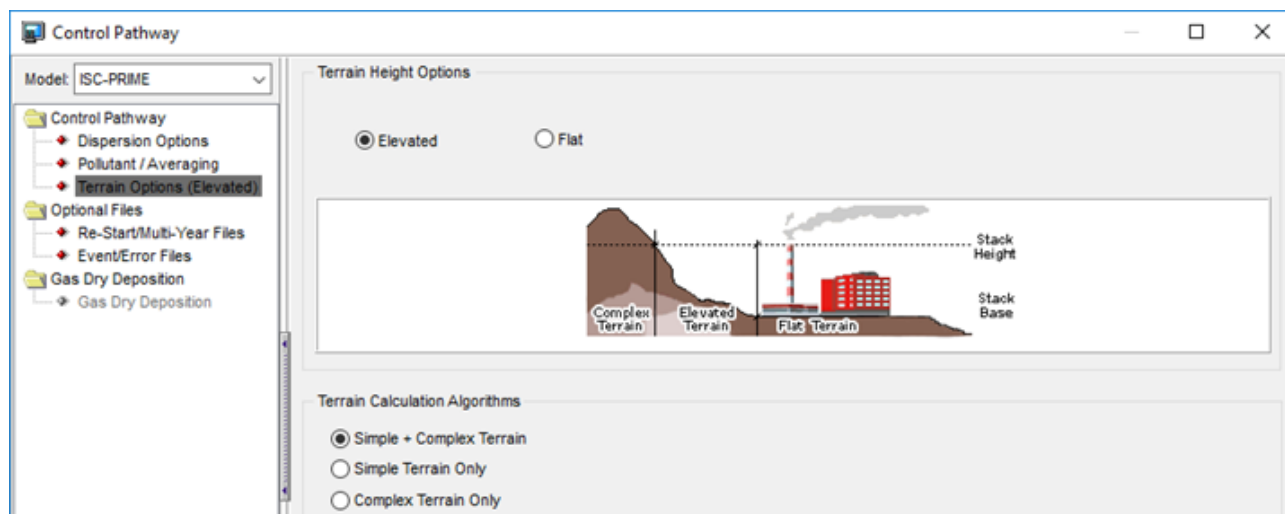 Control Pathway
Model: ISC-PRIME
Control Pathway
Dispersion Options
Pollutant / Averaging
Terrain Options (Elevated)
Optional Files
Re-Start/Multi-Year Files
Event/Error Files
Gas Dry Deposition
Gas Dry Deposition
Terrain Height Options
Elevated Flat
Stack
Height
Stack
Base
Complex
Terrain
Elevated
Terrain
Flat Terrain
Terrain Calculation Algorithms
Simple + Complex Terrain
Simple Terrain Only
Complex Terrain Only